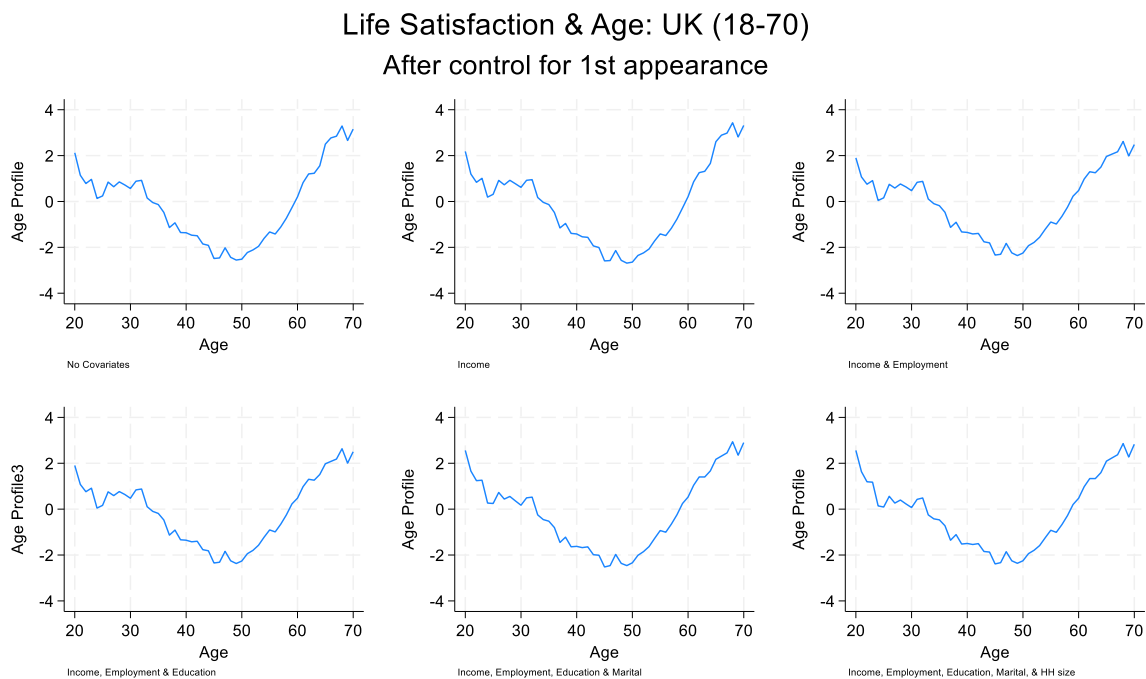 Life Satisfaction & Age: UK (18-70)
After control for 1st appearance
Age Profile
4
2
0
-2
-4
20 30 40 50 60 70
Age
No Covariates
Age Profile
4
2
0
-2
-4
20 30 40 50 60 70
Age
Income
Age Profile
4
2
0
-2
-4
20 30 40 50 60 70
Age
Income & Employment
Age Profile3
4
2
0
-2
-4
20 30 40 50 60 70
Age
Income, Employment & Education
Age Profile
4
2
0
-2
-4
20 30 40 50 60 70
Age
Income, Employment, Education & Marital
Age Profile
4
2
0
-2
-4
20 30 40 50 60 70
Age
Income, Employment, Education, Marital, & HH size